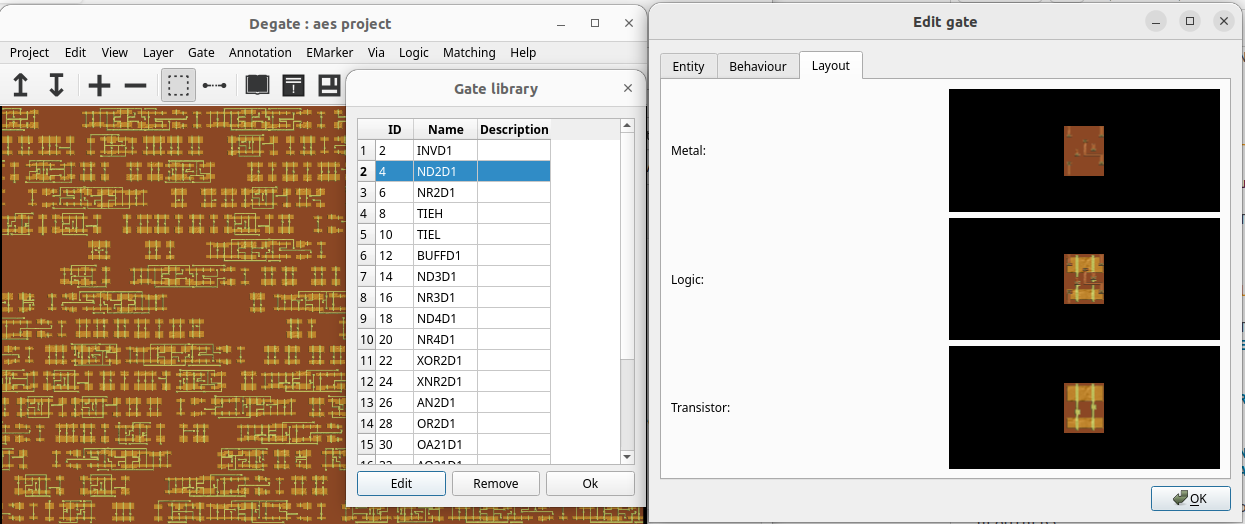 Degate : aes project
Project Edit View Layer Gate Annotation EMarker Via Logic Matching Help
Gate library
ID Name Description
1 2 INVD1
2 4 ND2D1
3 6 NR2D1
4 8 TIEH
5 10 TIEL
6 12 BUFFD1
7 14 ND3D1
8 16 NR3D1
9 18 ND4D1
10 20 NR4D1
11 22 XOR2D1
12 24 XNR2D1
13 26 AN2D1
14 28 OR2D1
15 30 OA21D1
16 32 AO21D1
Edit Remove Ok
Edit gate
Entity Behaviour Layout
Metal:
Logic:
Transistor:
OK